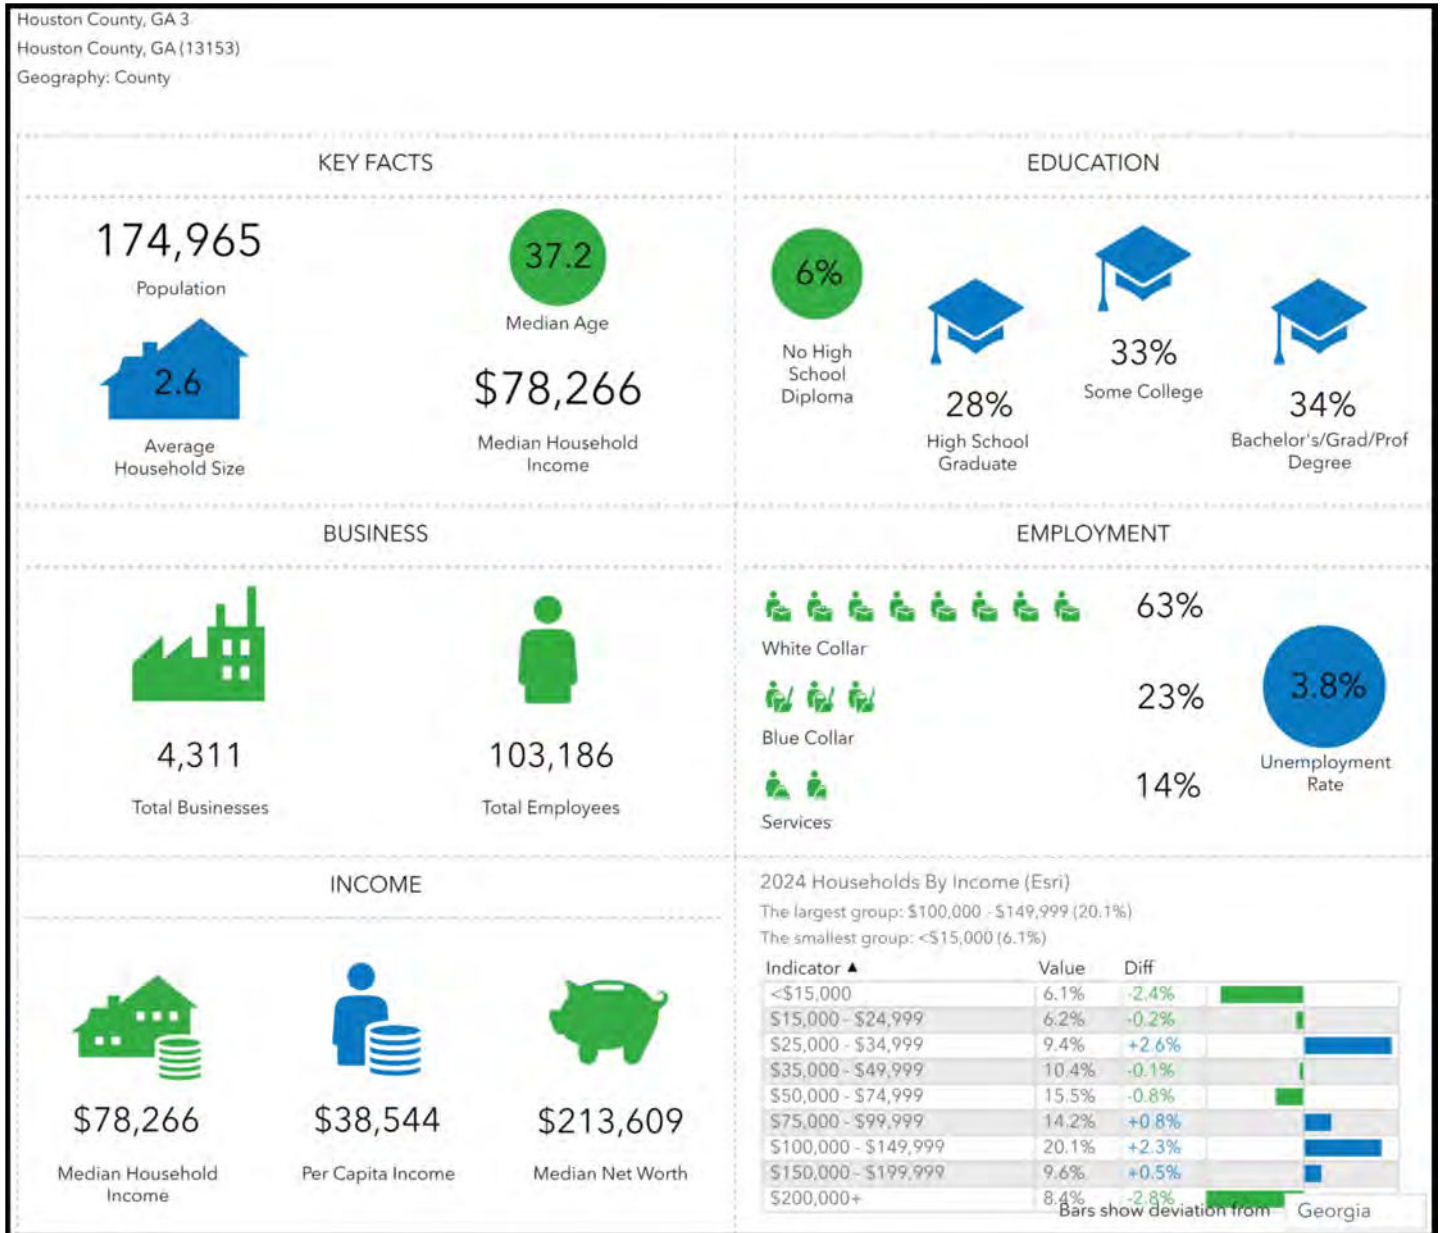 Houston County, GA 3
Houston County, GA (13153)
Geography: County
KEY FACTS
174,965
Population
37.2
Median Age
2.6
Average
Household Size
$78,266
Median Household
Income
EDUCATION
6%
No High
School
Diploma
28%
High School
Graduate
33%
Some College
34%
Bachelor's/Grad/Prof
Degree
BUSINESS
4,311
Total Businesses
103,186
Total Employees
EMPLOYMENT
63%
White Collar
23%
Blue Collar
14%
Services
3.8%
Unemployment
Rate
INCOME
$78,266
Median Household
Income
$38,544
Per Capita Income
$213,609
Median Net Worth
2024 Households By Income (Esri)
The largest group: $100,000 - $149,999 (20.1%)
The smallest group: <$15,000 (6.1%)
Indicator ▲ Value Diff
<$15,000 6.1% -2.4%
$15,000 - $24,999 6.2% -0.2%
$25,000 - $34,999 9.4% +2.6%
$35,000 - $49,999 10.4% -0.1%
$50,000 - $74,999 15.5% -0.8%
$75,000 - $99,999 14.2% +0.8%
$100,000 - $149,999 20.1% +2.3%
$150,000 - $199,999 9.6% +0.5%
$200,000+ 8.4% -2.8%
Bars show deviation from Georgia